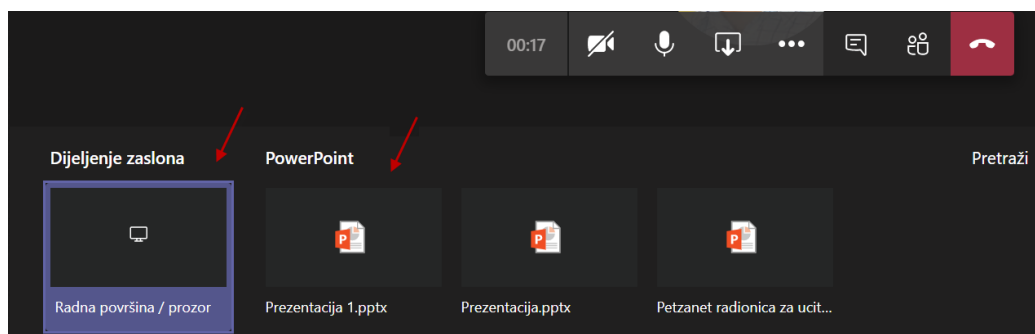 00:17
Dijeljenje zaslona PowerPoint Pretraži
P P P
Radna površina / prozor Prezentacija 1.pptx Prezentacija.pptx Petzanet radionica za ucit...